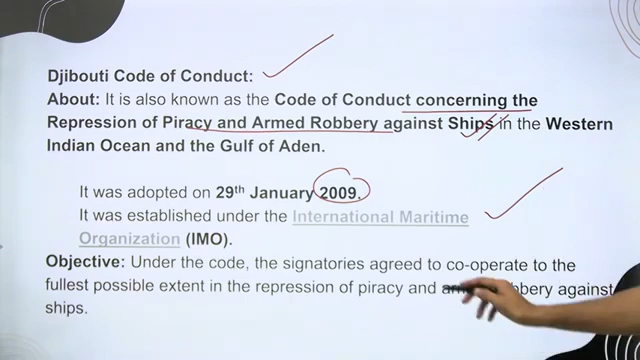 Djibouti Code of Conduct:
About: It is also known as the Code of Conduct concerning the
Repression of Piracy and Armed Robbery against Ships in the Western
Indian Ocean and the Gulf of Aden.
It was adopted on 29th January 2009.
It was established under the International Maritime
Organization (IMO).
Objective: Under the code, the signatories agreed to co-operate to the
fullest possible extent in the repression of piracy and against
ships.